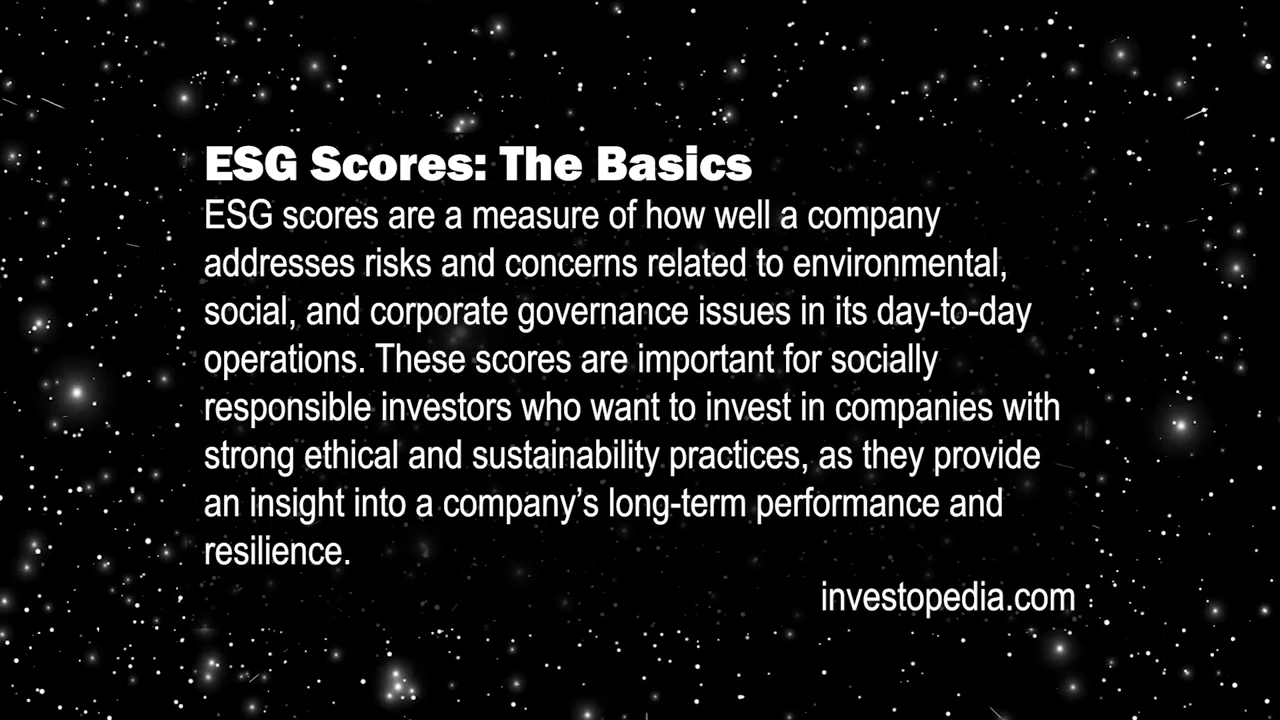 ESG Scores: The Basics
ESG scores are a measure of how well a company
addresses risks and concerns related to environmental,
social, and corporate governance issues in its day-to-day
operations. These scores are important for socially
responsible investors who want to invest in companies with
strong ethical and sustainability practices, as they provide
an insight into a company’s long-term performance and
resilience.
investopedia.com